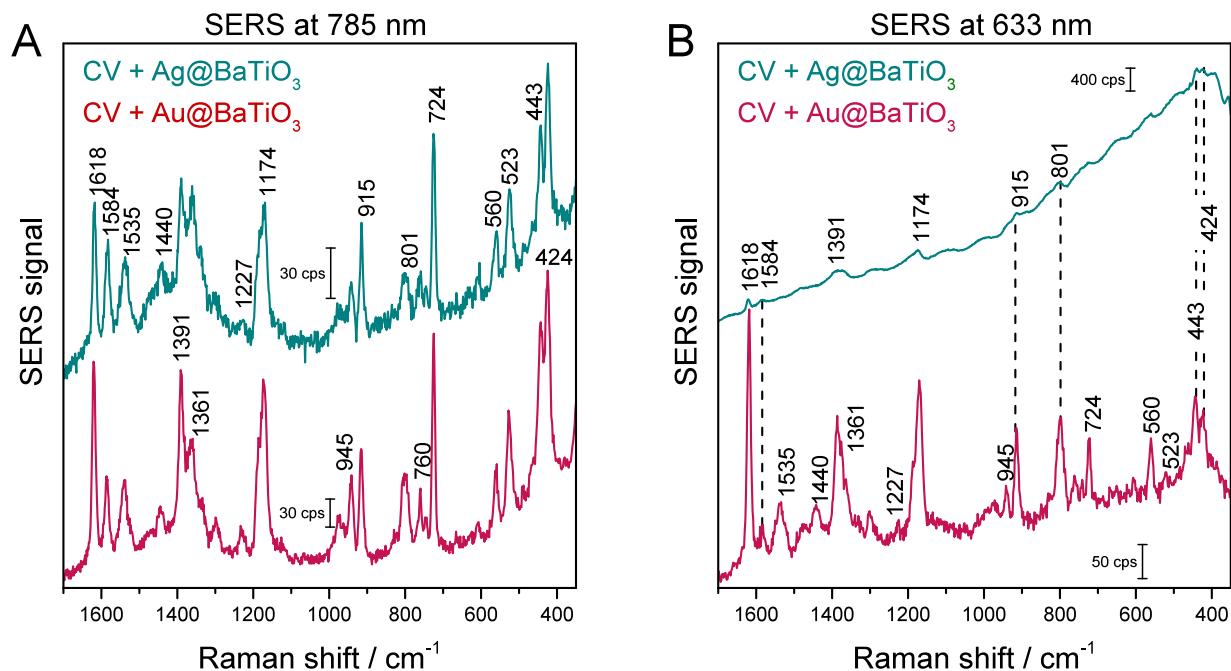 A
SERS at 785 nm
CV + Ag@BaTiO3
CV + Au@BaTiO3
1618
1584
1535
1440
1227
1174
915
801
724
560
523
443
30 cps
424
1391
1361
945
760
30 cps
SERS signal
1600 1400 1200 1000 800 600 400
Raman shift / cm-1
B
SERS at 633 nm
CV + Ag@BaTiO3
CV + Au@BaTiO3
400 cps
1618
1584
1391
1174
915
801
424
443
1535
1440
1361
1227
945
724
560
523
50 cps
SERS signal
1600 1400 1200 1000 800 600 400
Raman shift / cm-1